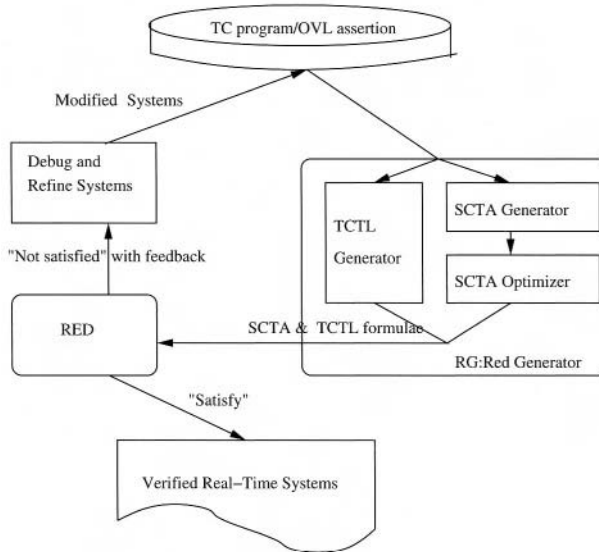 TC program/OVL assertion
Modified Systems
Debug and
Refine Systems
TCTL
Generator
SCTA Generator
SCTA Optimizer
"Not satisfied" with feedback
RED
SCTA & TCTL formulae
RG:Red Generator
"Satisfy"
Verified Real-Time Systems